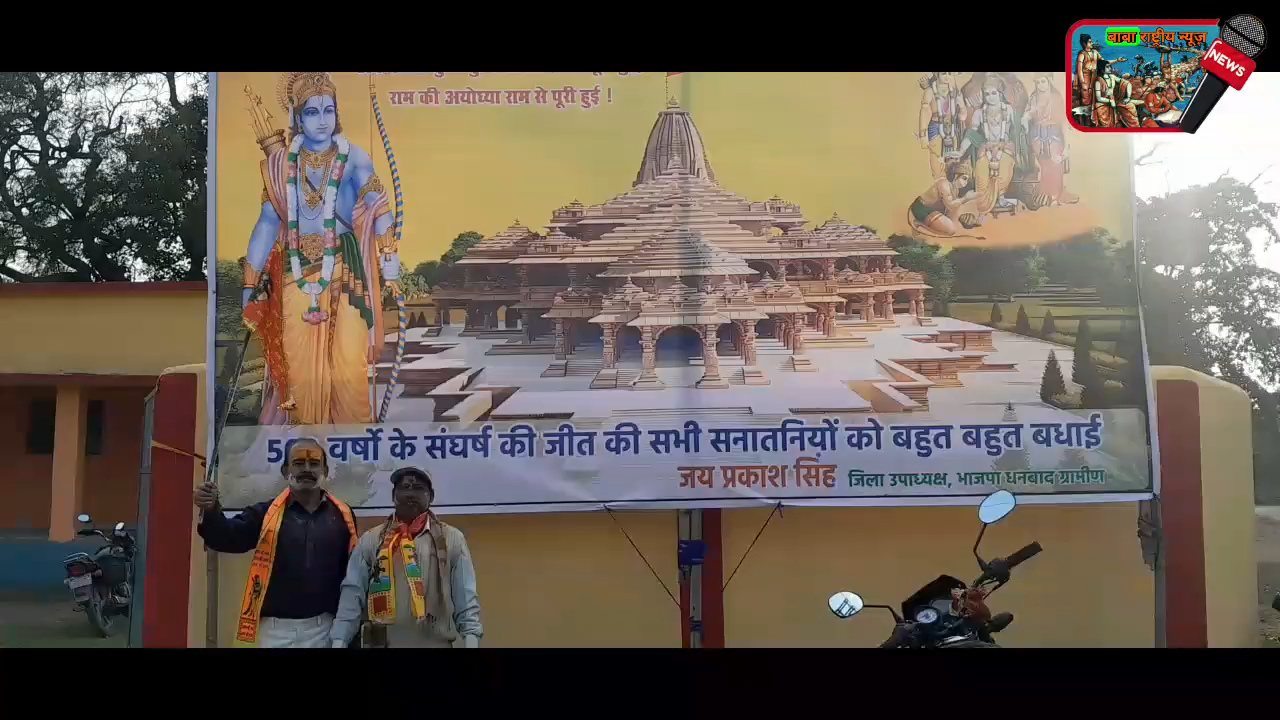 बाबा राष्ट्रीय न्यूज़
NEWS
राम की अयोध्या राम से पूरी हुई !
वर्षो के संघर्ष की जीत की सभी सनातनियों को बहुत बहुत बधाई
जय प्रकाश सिंह जिला उपाध्यक्ष, भाजपा धनबाद ग्रामीण